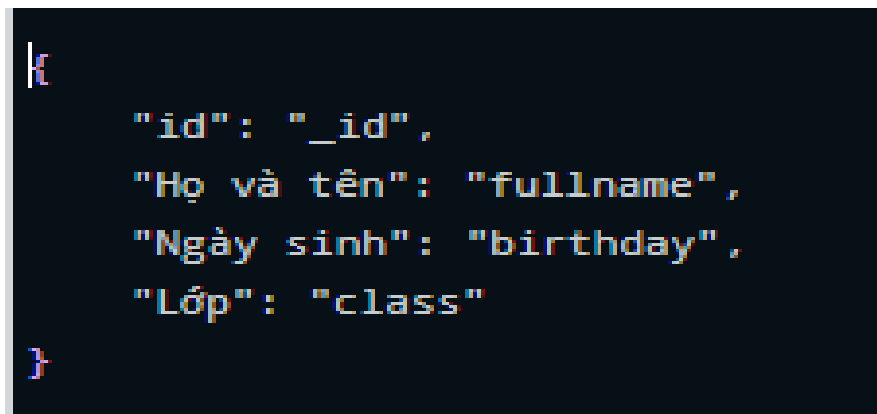 {
"id": "_id",
"Họ và tên": "fullname",
"Ngày sinh": "birthday",
"Lớp": "class"
}